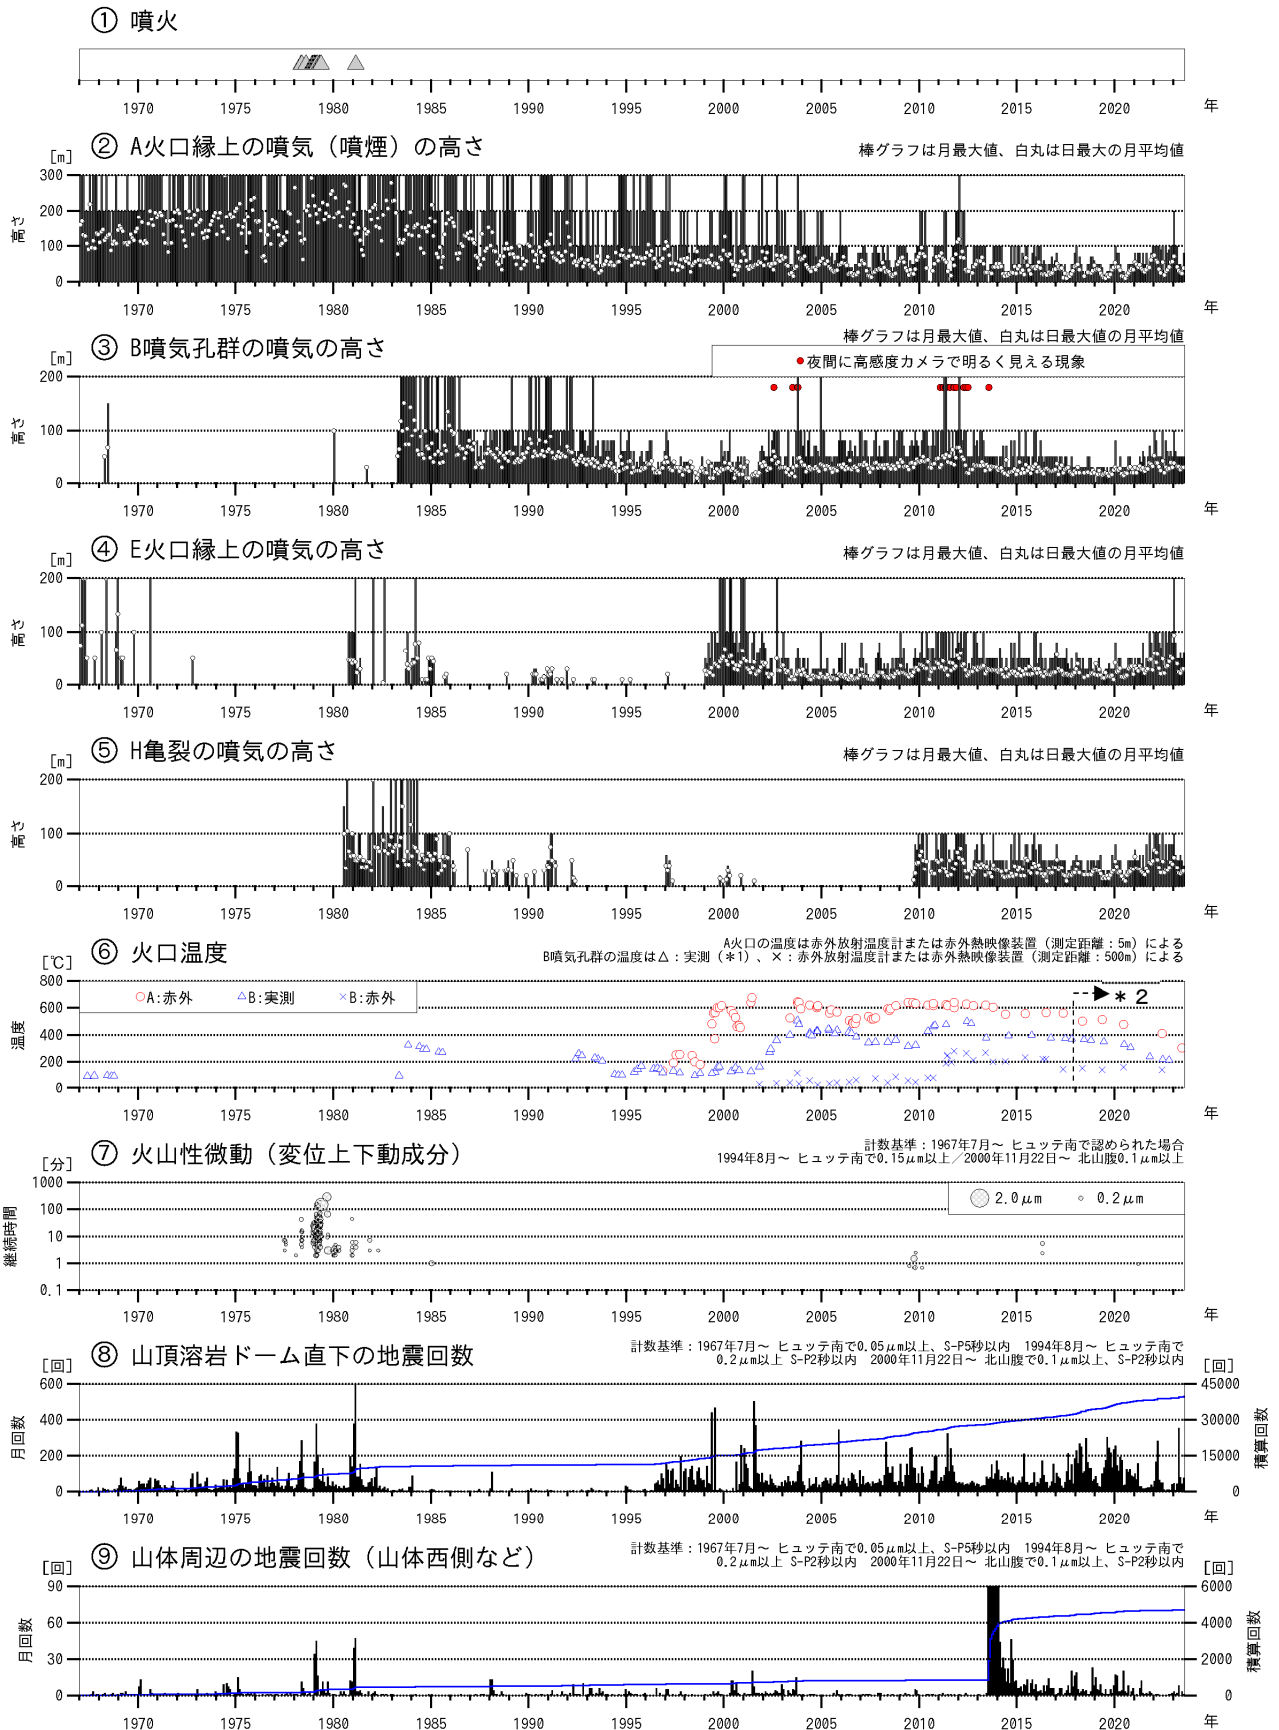 ① 噴火
1970 1975 1980 1985 1990 1995 2000 2005 2010 2015 2020 年
② A火口縁上の噴気（噴煙）の高さ
棒グラフは月最大値、白丸は日最大の月平均値
[m]
300
200
100
0
高さ
1970 1975 1980 1985 1990 1995 2000 2005 2010 2015 2020 年
③ B噴気孔群の噴気の高さ
棒グラフは月最大値、白丸は日最大値の月平均値
●夜間に高感度カメラで明るく見える現象
[m]
200
100
0
高さ
1970 1975 1980 1985 1990 1995 2000 2005 2010 2015 2020 年
④ E火口縁上の噴気の高さ
棒グラフは月最大値、白丸は日最大値の月平均値
[m]
200
100
0
高さ
1970 1975 1980 1985 1990 1995 2000 2005 2010 2015 2020 年
⑤ H亀裂の噴気の高さ
棒グラフは月最大値、白丸は日最大値の月平均値
[m]
200
100
0
高さ
1970 1975 1980 1985 1990 1995 2000 2005 2010 2015 2020 年
⑥ 火口温度
A火口の温度は赤外放射温度計または赤外熱映像装置（測定距離：5m）による
B噴気孔群の温度は△：実測（＊1）、×：赤外放射温度計または赤外熱映像装置（測定距離：500m）による
[℃]
800
600
400
200
0
温度
○A:赤外 △B:実測 ×B:赤外
＊2
1970 1975 1980 1985 1990 1995 2000 2005 2010 2015 2020 年
⑦ 火山性微動（変位上下動成分）
計数基準：1967年7月～ ヒュッテ南で認められた場合
1994年8月～ ヒュッテ南で0.15μm以上／2000年11月22日～ 北山腹0.1μm以上
[分]
1000
100
10
1
0.1
継続時間
2.0μm 0.2μm
1970 1975 1980 1985 1990 1995 2000 2005 2010 2015 2020 年
⑧ 山頂溶岩ドーム直下の地震回数
計数基準：1967年7月～ ヒュッテ南で0.05μm以上、S-P5秒以内 1994年8月～ ヒュッテ南で
0.2μm以上 S-P2秒以内 2000年11月22日～ 北山腹で0.1μm以上、S-P2秒以内
[回]
600
400
200
0
月回数
[回]
45000
30000
15000
0
積算回数
1970 1975 1980 1985 1990 1995 2000 2005 2010 2015 2020 年
⑨ 山体周辺の地震回数（山体西側など）
計数基準：1967年7月～ ヒュッテ南で0.05μm以上、S-P5秒以内 1994年8月～ ヒュッテ南で
0.2μm以上 S-P2秒以内 2000年11月22日～ 北山腹で0.1μm以上、S-P2秒以内
[回]
90
60
30
0
月回数
[回]
6000
4000
2000
0
積算回数
1970 1975 1980 1985 1990 1995 2000 2005 2010 2015 2020 年